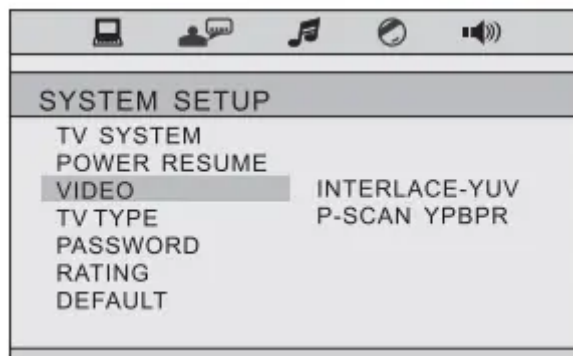 SYSTEM SETUP
TV SYSTEM
POWER RESUME
VIDEO INTERLACE-YUV
TV TYPE P-SCAN YPBPR
PASSWORD
RATING
DEFAULT